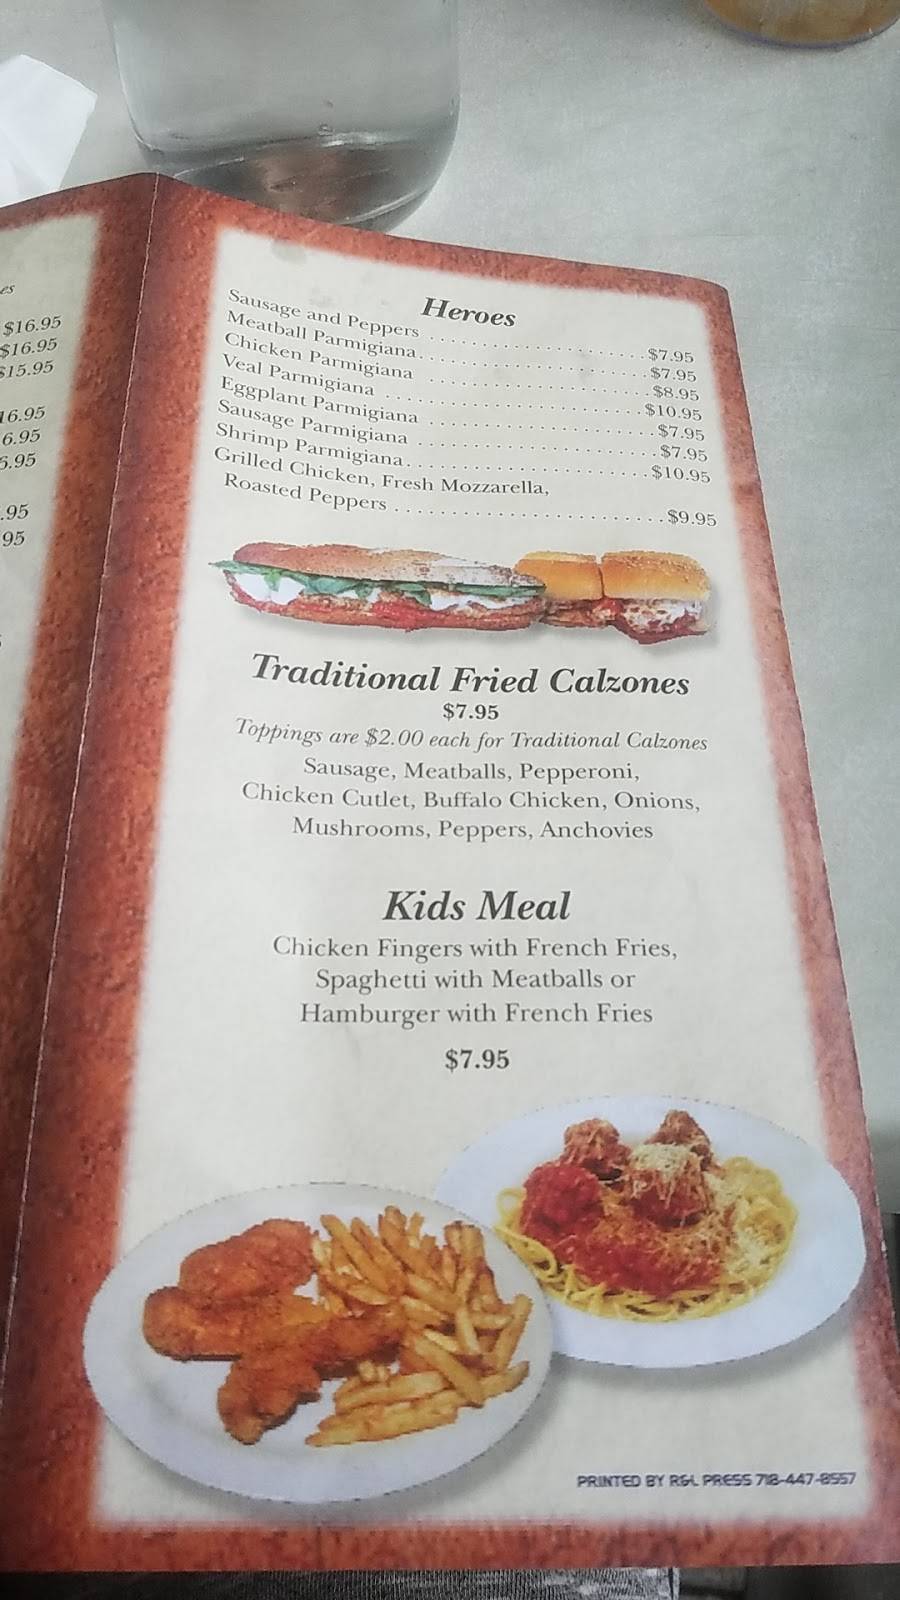 es
$16.95
$16.95
$15.95
16.95
6.95
6.95
.95
95
Heroes
Sausage and Peppers . . . . . . . . . . . . . . . . . . . . . . $7.95
Meatball Parmigiana. . . . . . . . . . . . . . . . . . . . . . $7.95
Chicken Parmigiana . . . . . . . . . . . . . . . . . . . . . . $8.95
Veal Parmigiana . . . . . . . . . . . . . . . . . . . . . . . . . $10.95
Eggplant Parmigiana . . . . . . . . . . . . . . . . . . . . . . $7.95
Sausage Parmigiana . . . . . . . . . . . . . . . . . . . . . . . $7.95
Shrimp Parmigiana. . . . . . . . . . . . . . . . . . . . . . . $10.95
Grilled Chicken, Fresh Mozzarella,
Roasted Peppers . . . . . . . . . . . . . . . . . . . . . . . . . $9.95
Traditional Fried Calzones
$7.95
Toppings are $2.00 each for Traditional Calzones
Sausage, Meatballs, Pepperoni,
Chicken Cutlet, Buffalo Chicken, Onions,
Mushrooms, Peppers, Anchovies
Kids Meal
Chicken Fingers with French Fries,
Spaghetti with Meatballs or
Hamburger with French Fries
$7.95
PRINTED BY R&L PRESS 718-447-8557